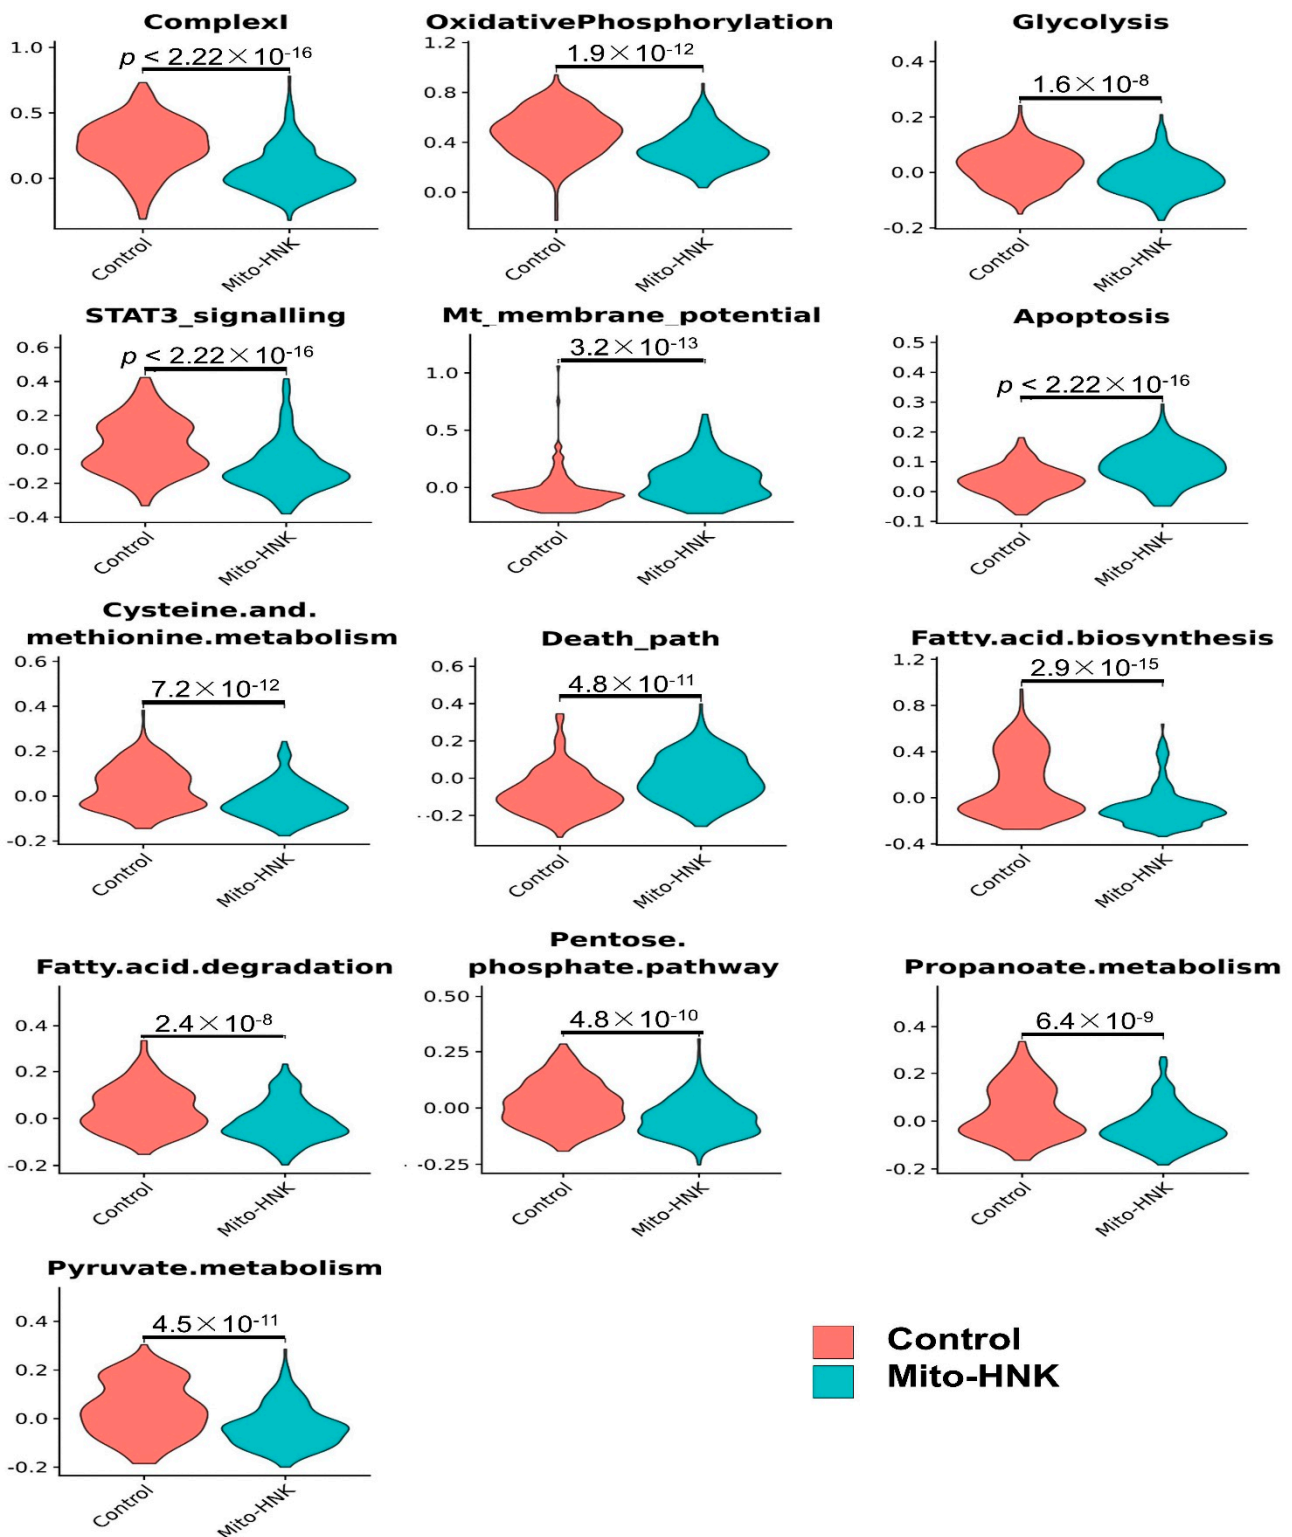 ComplexI
OxidativePhosphorylation
Glycolysis
1.0
0.5
0.0
p < 2.22×10-16
Control
Mito-HNK
1.2
0.8
0.4
0.0
1.9×10-12
Control
Mito-HNK
0.4
0.2
0.0
-0.2
1.6×10-8
Control
Mito-HNK
STAT3_signalling
Mt_membrane_potential
Apoptosis
0.6
0.4
0.2
0.0
-0.2
-0.4
p < 2.22×10-16
Control
Mito-HNK
1.0
0.5
0.0
3.2×10-13
Control
Mito-HNK
0.5
0.4
0.3
0.2
0.1
0.0
-0.1
p < 2.22×10-16
Control
Mito-HNK
Cysteine.and.
methionine.metabolism
Death_path
Fatty.acid.biosynthesis
0.6
0.4
0.2
0.0
-0.2
7.2×10-12
Control
Mito-HNK
0.6
0.4
0.2
0.0
-0.2
4.8×10-11
Control
Mito-HNK
1.2
0.8
0.4
0.0
-0.4
2.9×10-15
Control
Mito-HNK
Fatty.acid.degradation
Pentose.
phosphate.pathway
Propanoate.metabolism
0.4
0.2
0.0
-0.2
2.4×10-8
Control
Mito-HNK
0.50
0.25
0.00
-0.25
4.8×10-10
Control
Mito-HNK
0.4
0.2
0.0
-0.2
6.4×10-9
Control
Mito-HNK
Pyruvate.metabolism
0.4
0.2
0.0
-0.2
4.5×10-11
Control
Mito-HNK
Control
Mito-HNK